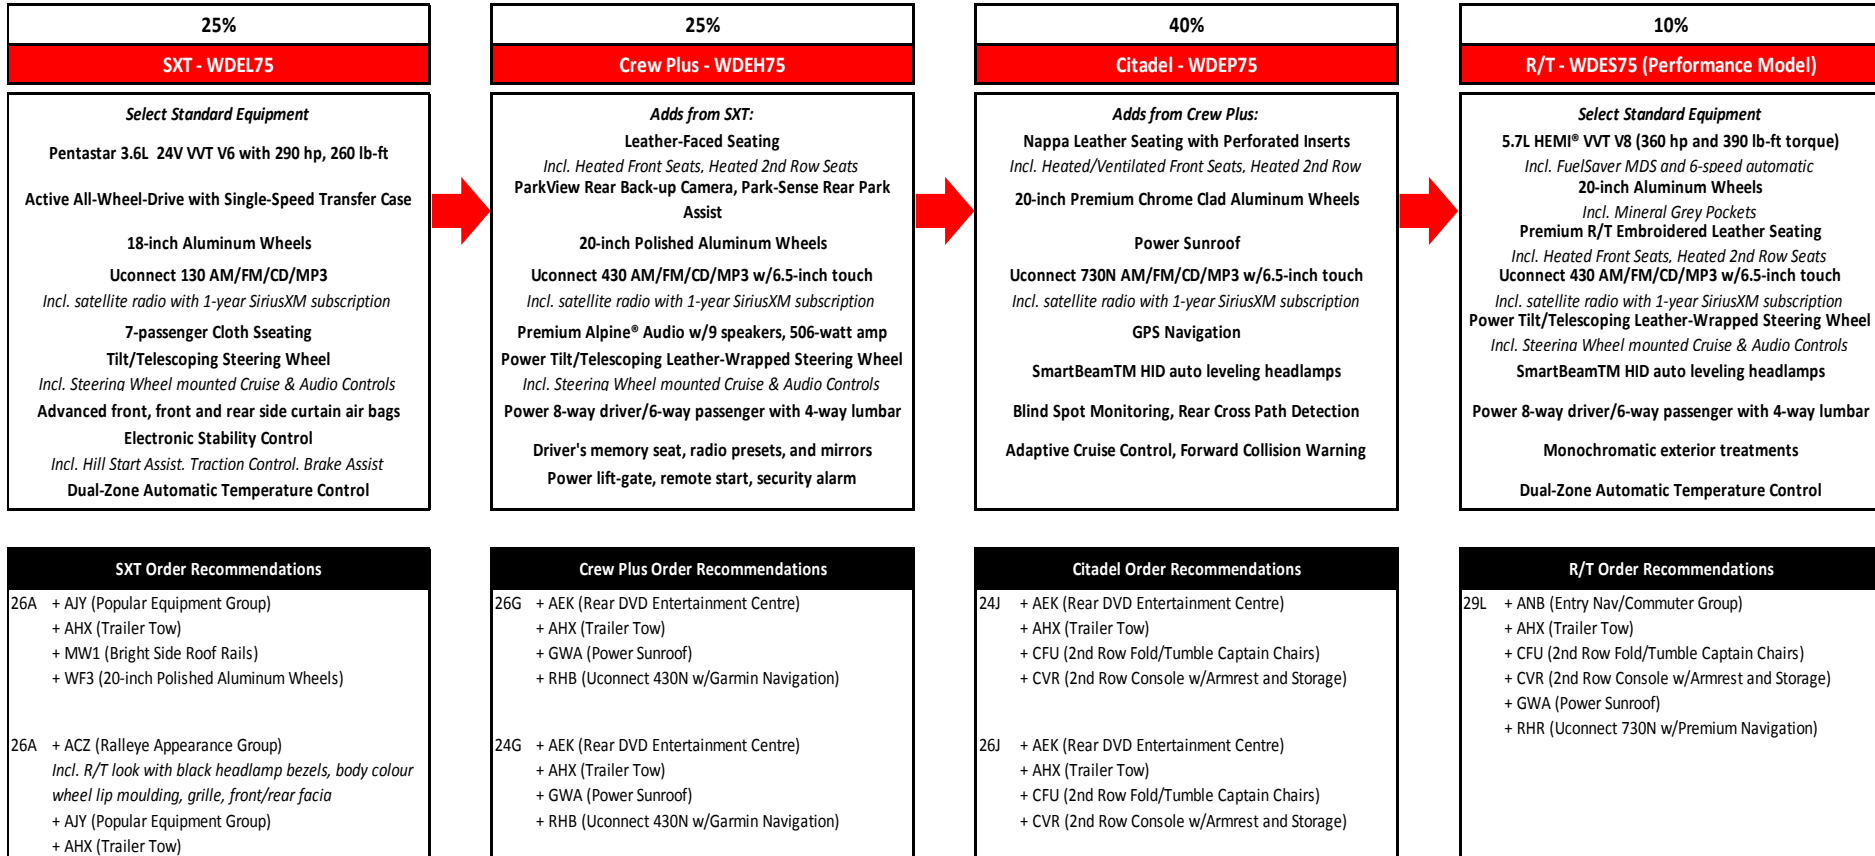 25%
SXT - WDEL75
Select Standard Equipment
Pentastar 3.6L 24V VVT V6 with 290 hp, 260 lb-ft
Active All-Wheel-Drive with Single-Speed Transfer Case
18-inch Aluminum Wheels
Uconnect 130 AM/FM/CD/MP3
Incl. satellite radio with 1-year SiriusXM subscription
7-passenger Cloth Sseating
Tilt/Telescoping Steering Wheel
Incl. Steering Wheel mounted Cruise & Audio Controls
Advanced front, front and rear side curtain air bags
Electronic Stability Control
Incl. Hill Start Assist. Traction Control. Brake Assist
Dual-Zone Automatic Temperature Control
25%
Crew Plus - WDEH75
Adds from SXT:
Leather-Faced Seating
Incl. Heated Front Seats, Heated 2nd Row Seats
ParkView Rear Back-up Camera, Park-Sense Rear Park
Assist
20-inch Polished Aluminum Wheels
Uconnect 430 AM/FM/CD/MP3 w/6.5-inch touch
Incl. satellite radio with 1-year SiriusXM subscription
Premium Alpine® Audio w/9 speakers, 506-watt amp
Power Tilt/Telescoping Leather-Wrapped Steering Wheel
Incl. Steering Wheel mounted Cruise & Audio Controls
Power 8-way driver/6-way passenger with 4-way lumbar
Driver's memory seat, radio presets, and mirrors
Power lift-gate, remote start, security alarm
40%
Citadel - WDEP75
Adds from Crew Plus:
Nappa Leather Seating with Perforated Inserts
Incl. Heated/Ventilated Front Seats, Heated 2nd Row
20-inch Premium Chrome Clad Aluminum Wheels
Power Sunroof
Uconnect 730N AM/FM/CD/MP3 w/6.5-inch touch
Incl. satellite radio with 1-year SiriusXM subscription
GPS Navigation
SmartBeamTM HID auto leveling headlamps
Blind Spot Monitoring, Rear Cross Path Detection
Adaptive Cruise Control, Forward Collision Warning
10%
R/T - WDES75 (Performance Model)
Select Standard Equipment
5.7L HEMI® VVT V8 (360 hp and 390 lb-ft torque)
Incl. FuelSaver MDS and 6-speed automatic
20-inch Aluminum Wheels
Incl. Mineral Grey Pockets
Premium R/T Embroidered Leather Seating
Incl. Heated Front Seats, Heated 2nd Row Seats
Uconnect 430 AM/FM/CD/MP3 w/6.5-inch touch
Incl. satellite radio with 1-year SiriusXM subscription
Power Tilt/Telescoping Leather-Wrapped Steering Wheel
Incl. Steering Wheel mounted Cruise & Audio Controls
SmartBeamTM HID auto leveling headlamps
Power 8-way driver/6-way passenger with 4-way lumbar
Monochromatic exterior treatments
Dual-Zone Automatic Temperature Control
SXT Order Recommendations
26A + AJY (Popular Equipment Group)
+ AHX (Trailer Tow)
+ MW1 (Bright Side Roof Rails)
+ WF3 (20-inch Polished Aluminum Wheels)
26A + ACZ (Ralleye Appearance Group)
Incl. R/T look with black headlamp bezels, body colour
wheel lip moulding, grille, front/rear facia
+ AJY (Popular Equipment Group)
+ AHX (Trailer Tow)
Crew Plus Order Recommendations
26G + AEK (Rear DVD Entertainment Centre)
+ AHX (Trailer Tow)
+ GWA (Power Sunroof)
+ RHB (Uconnect 430N w/Garmin Navigation)
24G + AEK (Rear DVD Entertainment Centre)
+ AHX (Trailer Tow)
+ GWA (Power Sunroof)
+ RHB (Uconnect 430N w/Garmin Navigation)
Citadel Order Recommendations
24J + AEK (Rear DVD Entertainment Centre)
+ AHX (Trailer Tow)
+ CFU (2nd Row Fold/Tumble Captain Chairs)
+ CVR (2nd Row Console w/Armrest and Storage)
26J + AEK (Rear DVD Entertainment Centre)
+ AHX (Trailer Tow)
+ CFU (2nd Row Fold/Tumble Captain Chairs)
+ CVR (2nd Row Console w/Armrest and Storage)
R/T Order Recommendations
29L + ANB (Entry Nav/Commuter Group)
+ AHX (Trailer Tow)
+ CFU (2nd Row Fold/Tumble Captain Chairs)
+ CVR (2nd Row Console w/Armrest and Storage)
+ GWA (Power Sunroof)
+ RHR (Uconnect 730N w/Premium Navigation)